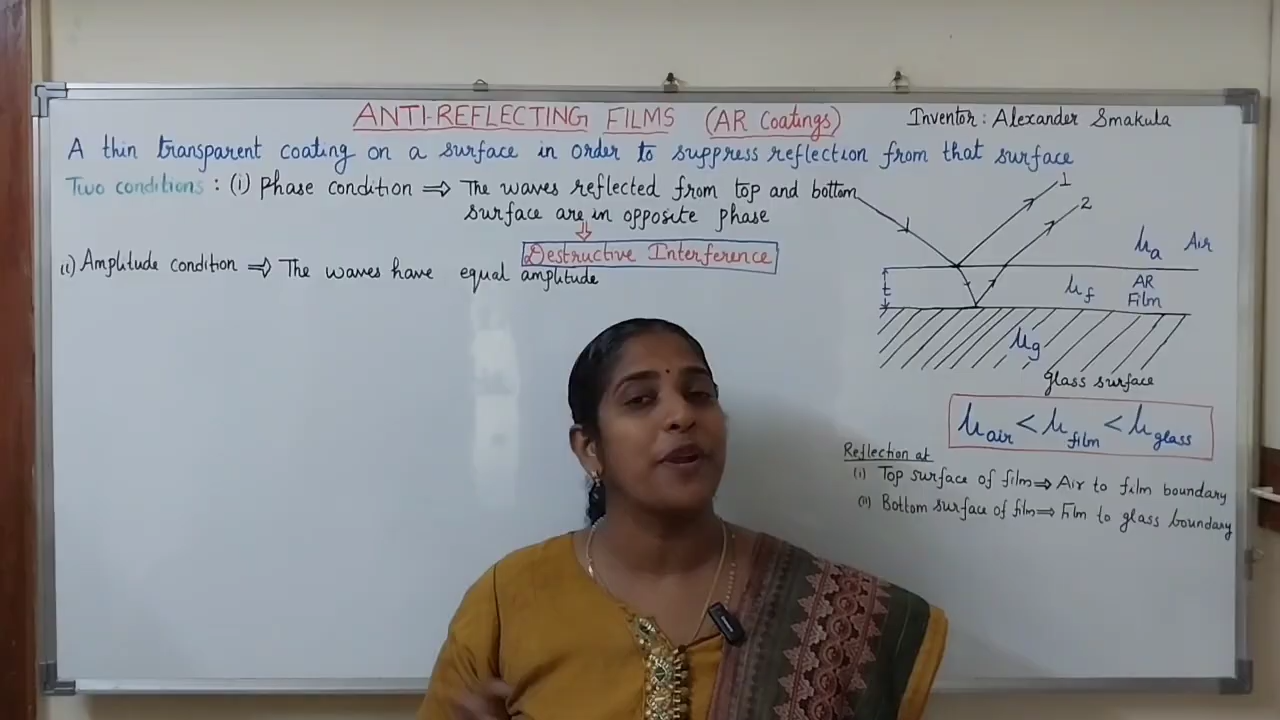 ANTI-REFLECTING FILMS (AR Coatings)
Inventor : Alexander Smakula
A thin transparent coating on a surface in order to suppress reflection from that surface
Two conditions : (i) Phase condition ⇒ The waves reflected from top and bottom
surface are in opposite phase
⇓
Destructive Interference
(ii) Amplitude condition ⇒ The waves have equal amplitude
1
2
μa Air
t
μf AR
Film
μg
Glass surface
μair < μfilm < μglass
Reflection at
(i) Top surface of film ⇒ Air to film boundary
(ii) Bottom surface of film ⇒ Film to glass boundary